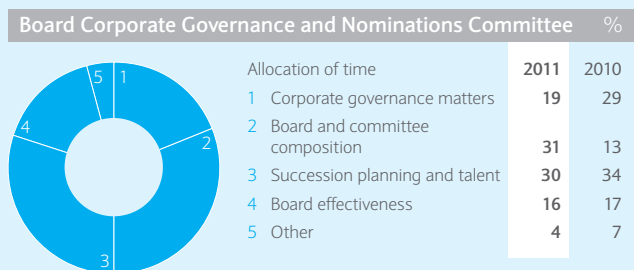 Board Corporate Governance and Nominations Committee %
5 1
4
2
3
Allocation of time 2011 2010
1 Corporate governance matters 19 29
2 Board and committee
composition 31 13
3 Succession planning and talent 30 34
4 Board effectiveness 16 17
5 Other 4 7